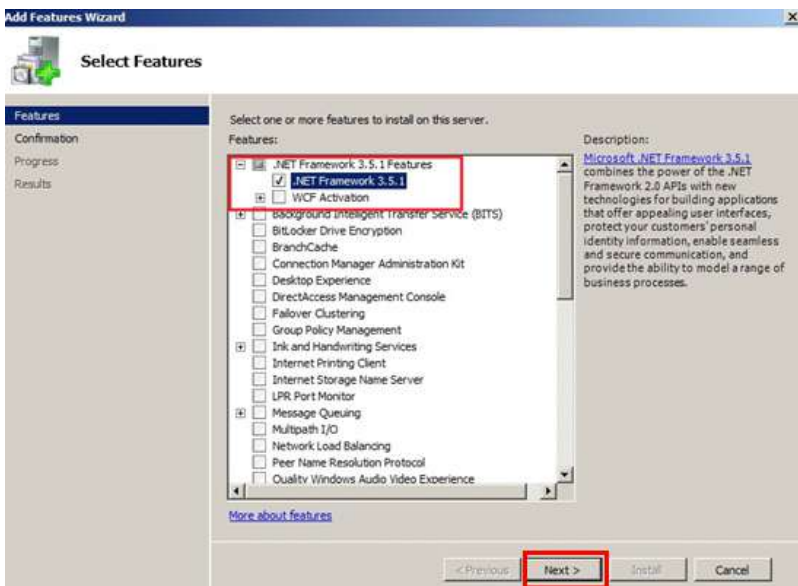 Add Features Wizard
Select Features
Features
Confirmation
Progress
Results
Select one or more features to install on this server.
Features:
.NET Framework 3.5.1 Features
.NET Framework 3.5.1
WCF Activation
Background Intelligent Transfer Service (BITS)
BitLocker Drive Encryption
BranchCache
Connection Manager Administration Kit
Desktop Experience
DirectAccess Management Console
Failover Clustering
Group Policy Management
Ink and Handwriting Services
Internet Printing Client
Internet Storage Name Server
LPR Port Monitor
Message Queuing
Multipath I/O
Network Load Balancing
Peer Name Resolution Protocol
Quality Windows Audio Video Experience
More about features
Description:
Microsoft .NET Framework 3.5.1
combines the power of the .NET
Framework 2.0 APIs with new
technologies for building applications
that offer appealing user interfaces,
protect your customers' personal
identity information, enable seamless
and secure communication, and
provide the ability to model a range of
business processes.
< Previous
Next >
Install
Cancel